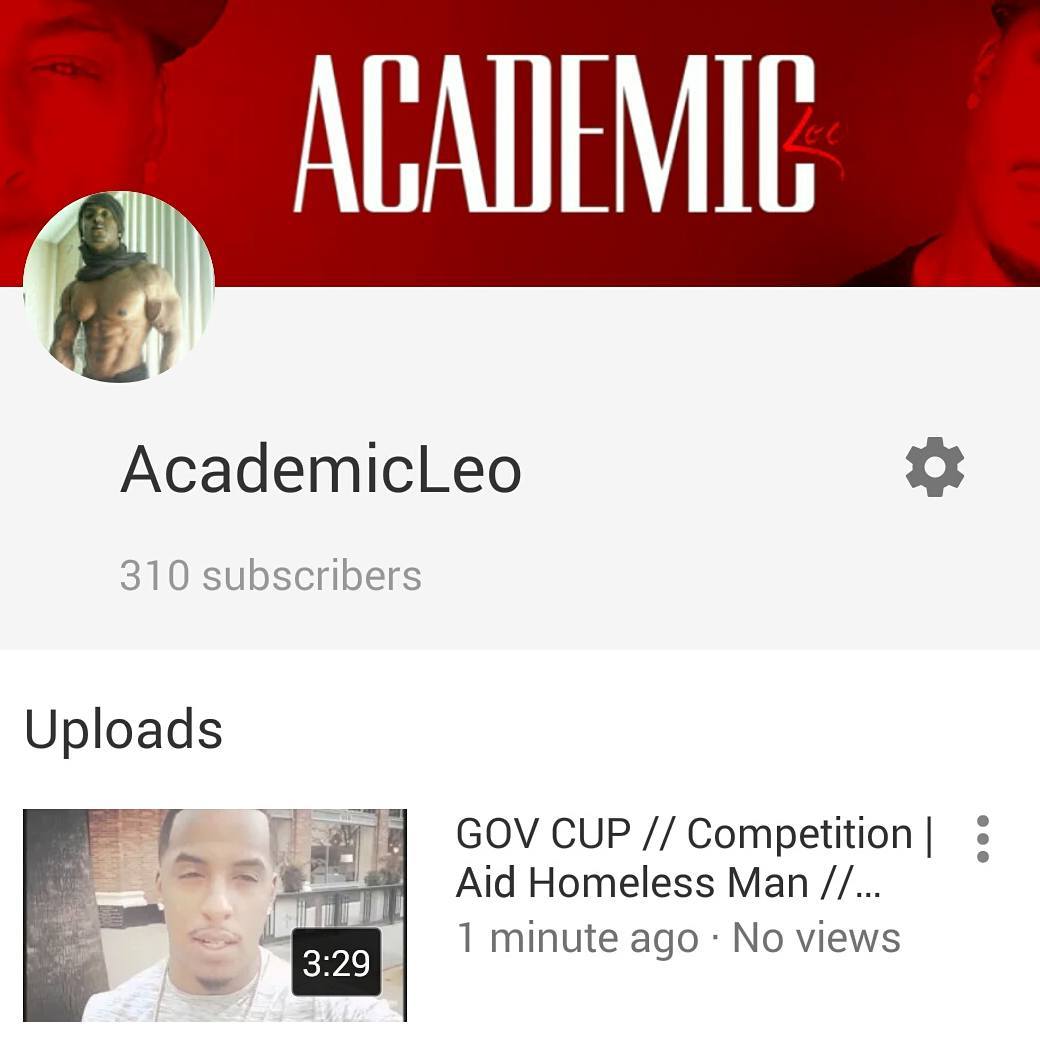 ACADEMIC
Leo
AcademicLeo
310 subscribers
Uploads
GOV CUP // Competition |
Aid Homeless Man //...
1 minute ago · No views
3:29